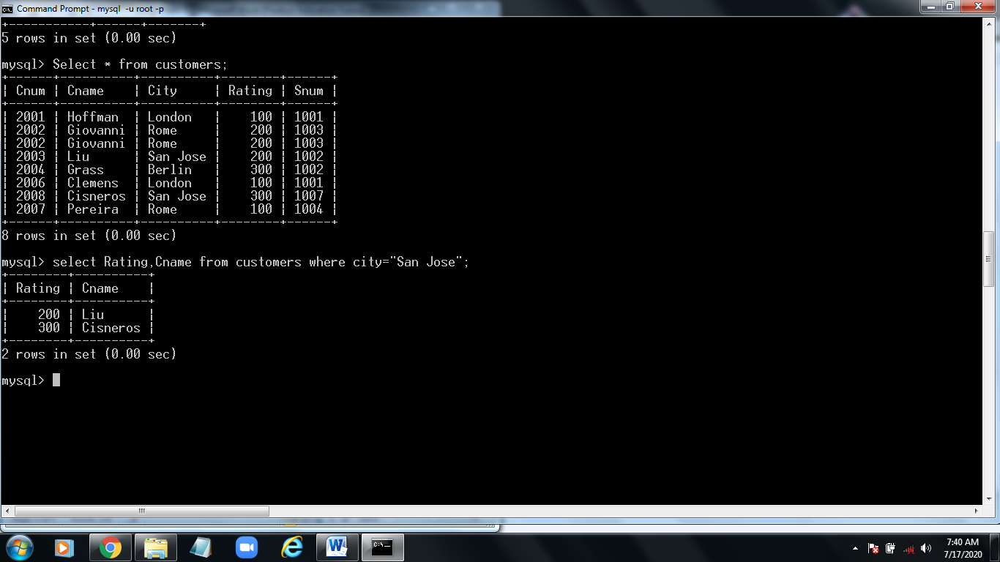 Command Prompt - mysql -u root -p
+-----------+------+-------+
5 rows in set (0.00 sec)
mysql> Select * from customers;
+------+----------+----------+--------+------+
| Cnum | Cname    | City     | Rating | Snum |
+------+----------+----------+--------+------+
| 2001 | Hoffman  | London   |    100 | 1001 |
| 2002 | Giovanni | Rome     |    200 | 1003 |
| 2002 | Giovanni | Rome     |    200 | 1003 |
| 2003 | Liu      | San Jose |    200 | 1002 |
| 2004 | Grass    | Berlin   |    300 | 1002 |
| 2006 | Clemens  | London   |    100 | 1001 |
| 2008 | Cisneros | San Jose |    300 | 1007 |
| 2007 | Pereira  | Rome     |    100 | 1004 |
+------+----------+----------+--------+------+
8 rows in set (0.00 sec)
mysql> select Rating,Cname from customers where city="San Jose";
+--------+----------+
| Rating | Cname    |
+--------+----------+
|    200 | Liu      |
|    300 | Cisneros |
+--------+----------+
2 rows in set (0.00 sec)
mysql>
7:40 AM
7/17/2020